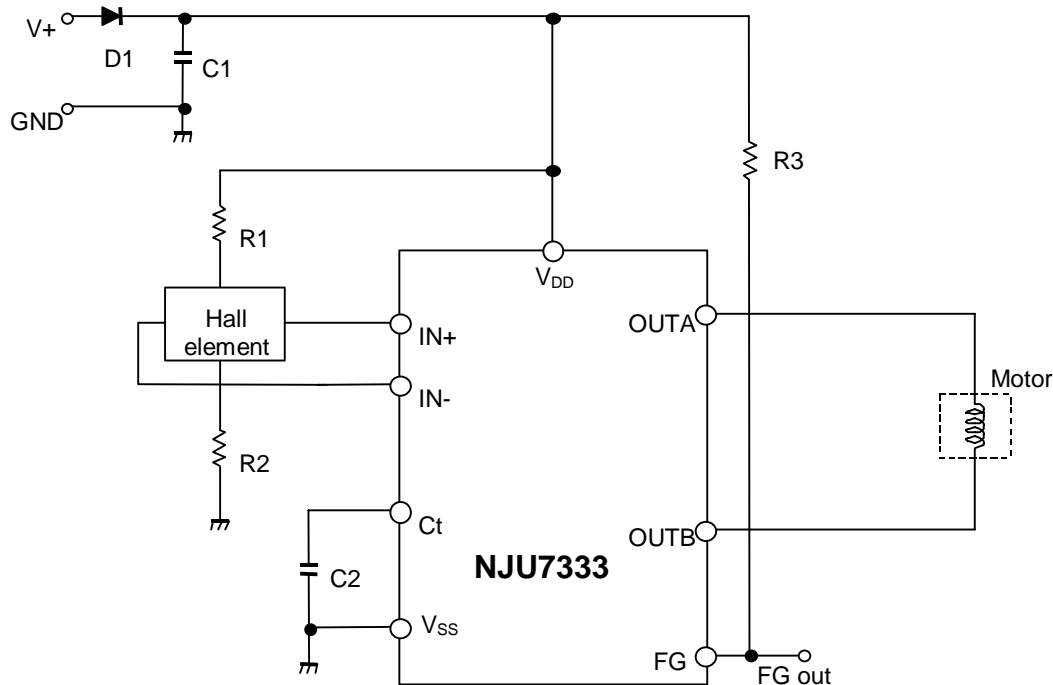 V+
D1
C1
GND
R3
R1
VDD
Hall
element
IN+
OUTA
IN-
Motor
R2
Ct
OUTB
C2
NJU7333
VSS
FG
FG out